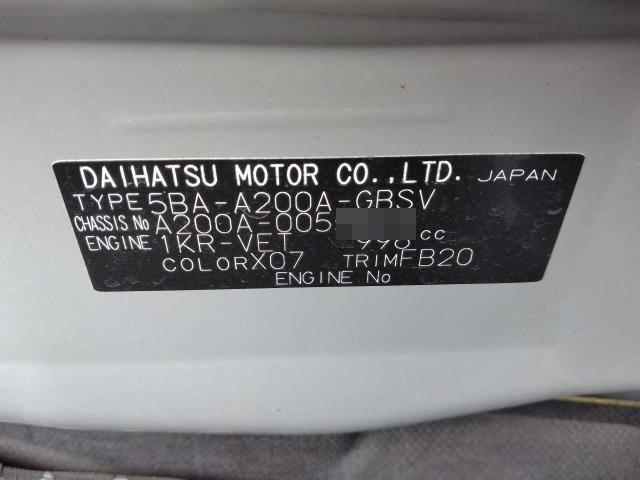 DAIHATSU MOTOR CO.,LTD. JAPAN
TYPE 5BA-A200A-GBSV
CHASSIS No A200A-005
ENGINE 1KR-VET 996 cc
COLOR X07 TRIM FB20
ENGINE No